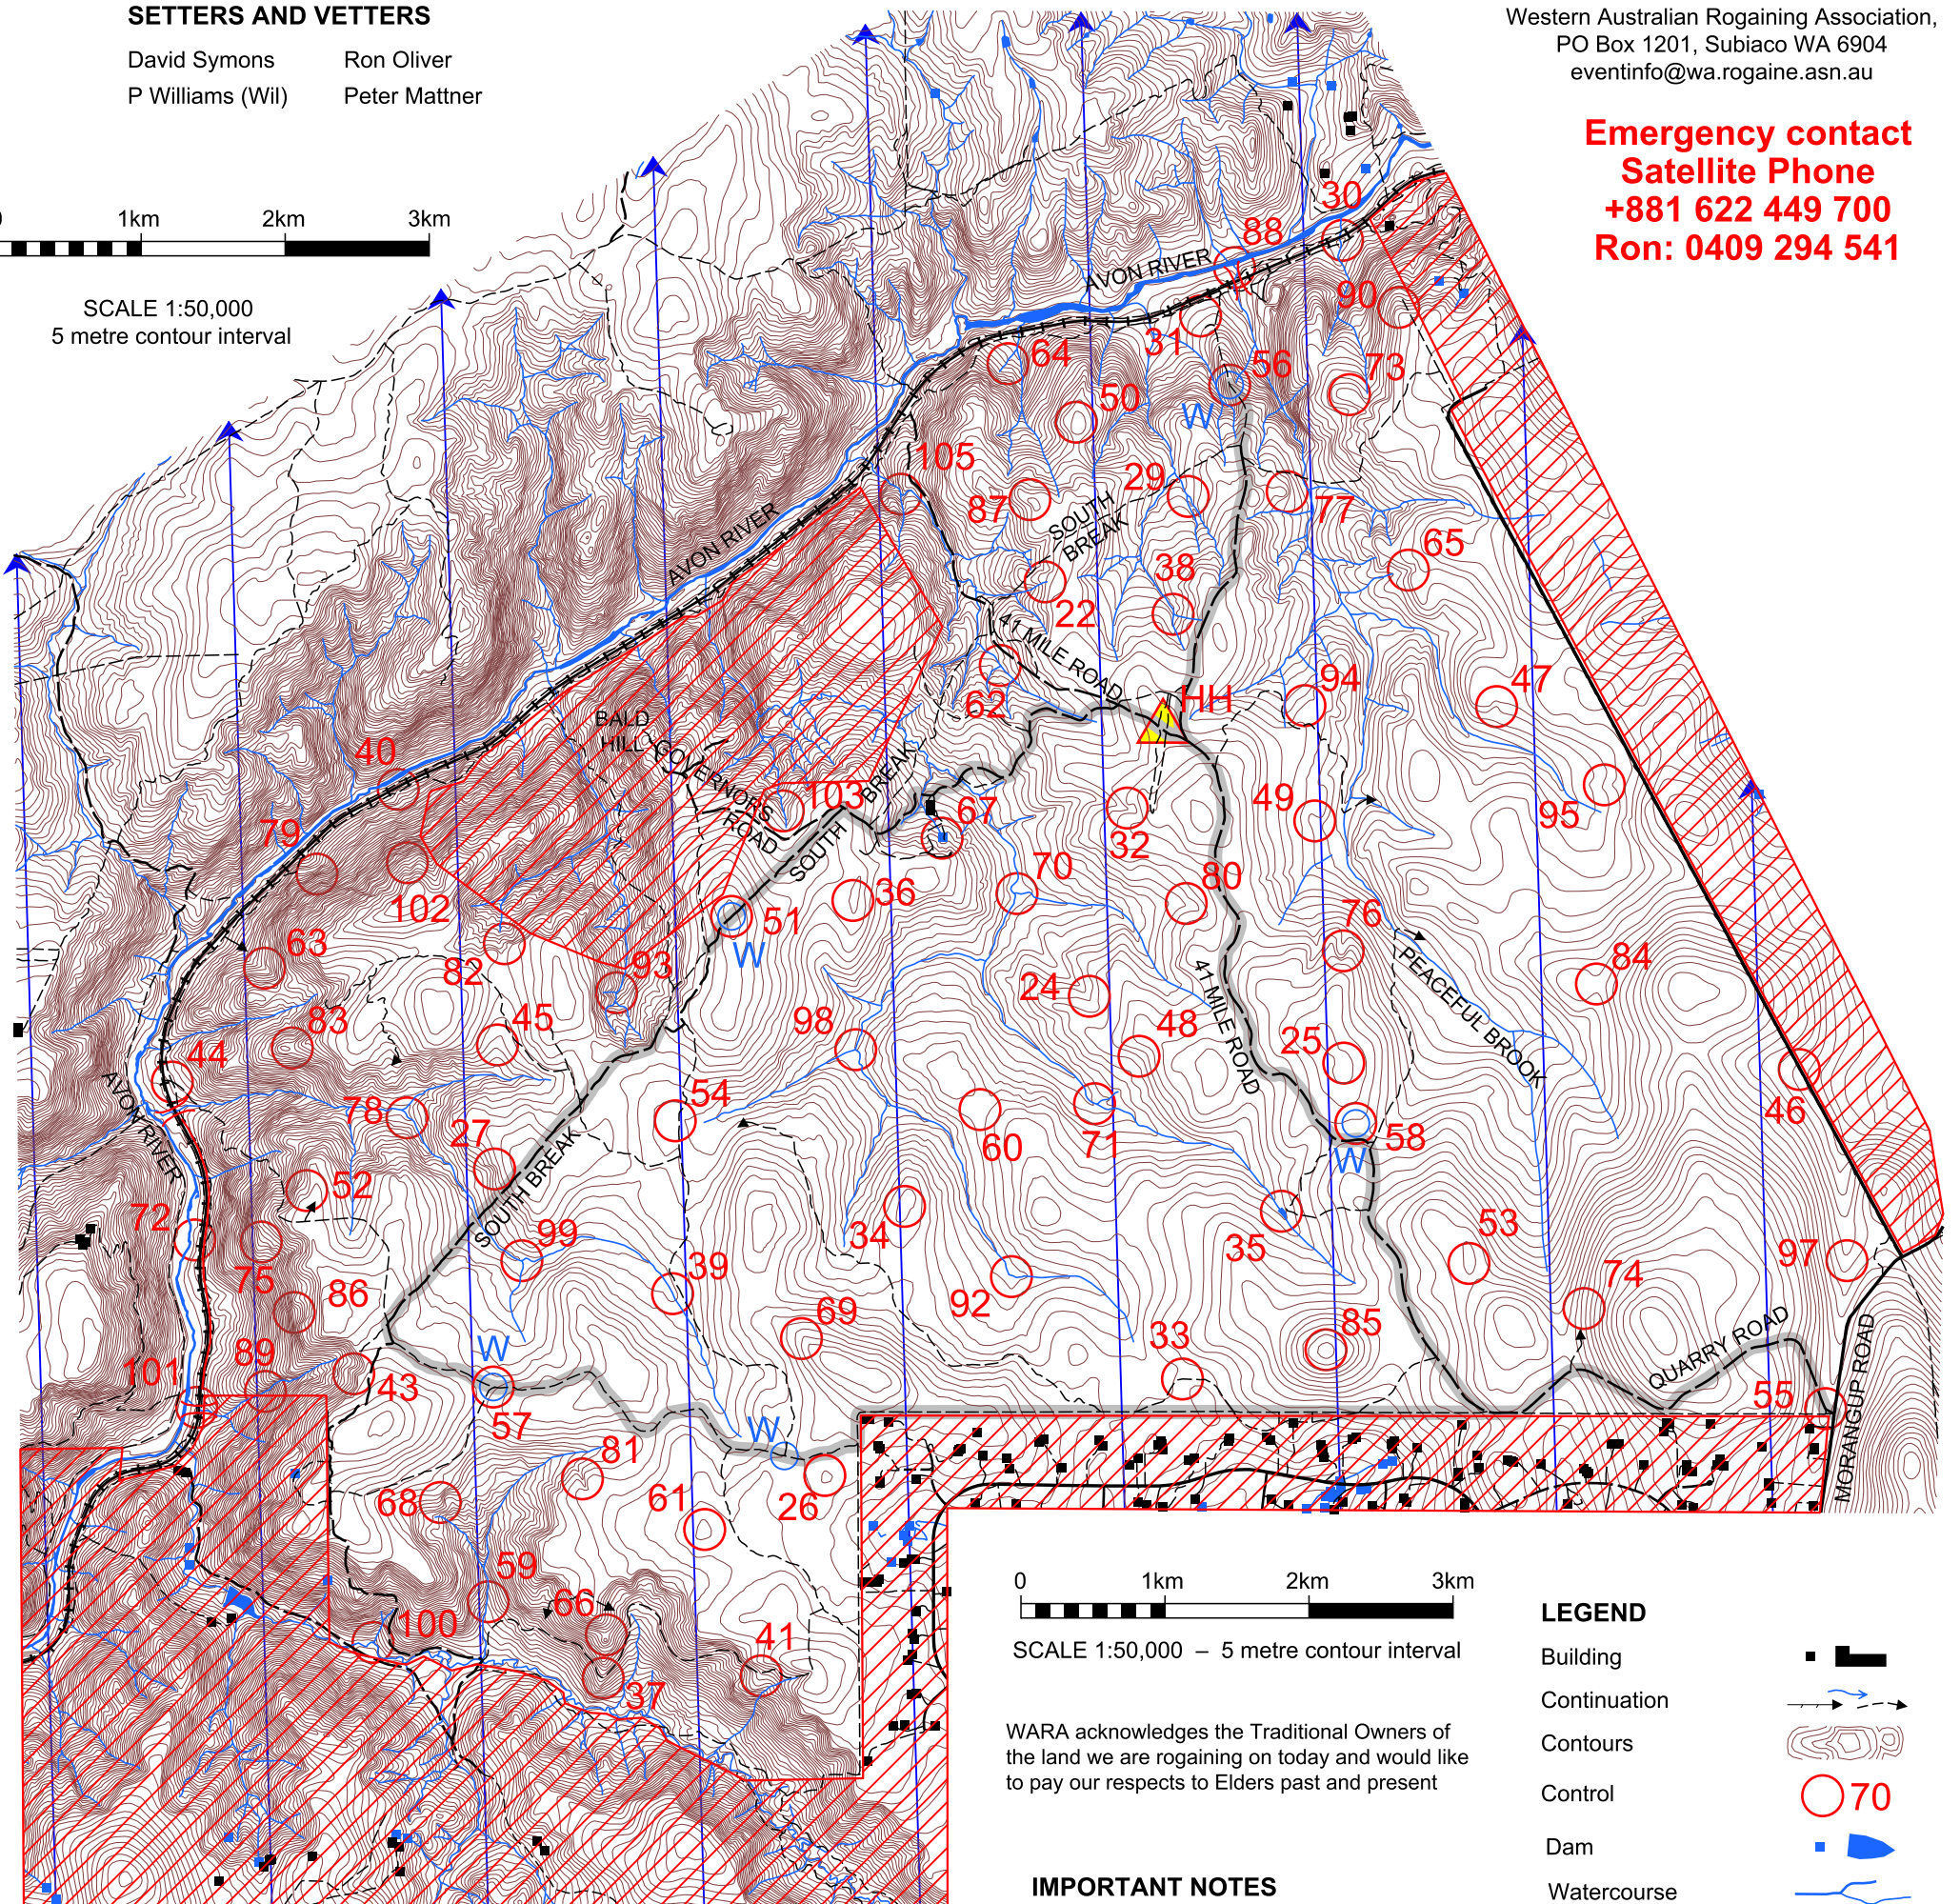 SETTERS AND VETTERS
David Symons Ron Oliver
P Williams (Wil) Peter Mattner
Western Australian Rogaining Association,
PO Box 1201, Subiaco WA 6904
eventinfo@wa.rogaine.asn.au
Emergency contact
Satellite Phone
+881 622 449 700
Ron: 0409 294 541
1km 2km 3km
SCALE 1:50,000
5 metre contour interval
30
88
AVON RIVER
90
31
64
56
73
50
W
105
29
87
SOUTH
BREAK
77
AVON RIVER
65
38
22
41 MILE ROAD
62
HH
94
47
BALD
HILL
40
GOVERNORS
ROAD
103
SOUTH BREAK
67
49
95
79
32
70
80
102
36
76
51
W
63
82
93
PEACEFUL BROOK
84
24
83
45
98
48
41 MILE ROAD
25
44
AVON RIVER
54
78
27
60
71
46
58
W
52
SOUTH BREAK
72
99
34
35
53
75
39
97
86
92
74
W
69
33
85
QUARRY ROAD
89
101
43
57
55
MORANGUP ROAD
W
81
26
68
61
59
66
100
41
37
0 1km 2km 3km
SCALE 1:50,000 – 5 metre contour interval
WARA acknowledges the Traditional Owners of
the land we are rogaining on today and would like
to pay our respects to Elders past and present
IMPORTANT NOTES
LEGEND
Building
Continuation
Contours
Control 70
Dam
Watercourse